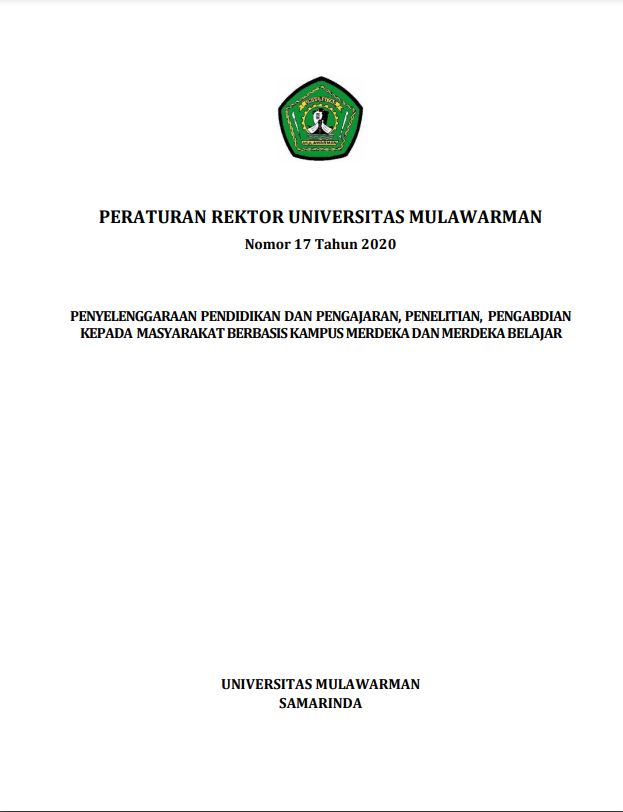 MULAWARMAN
PERATURAN REKTOR UNIVERSITAS MULAWARMAN
Nomor 17 Tahun 2020
PENYELENGGARAAN PENDIDIKAN DAN PENGAJARAN, PENELITIAN, PENGABDIAN
KEPADA MASYARAKAT BERBASIS KAMPUS MERDEKA DAN MERDEKA BELAJAR
UNIVERSITAS MULAWARMAN
SAMARINDA